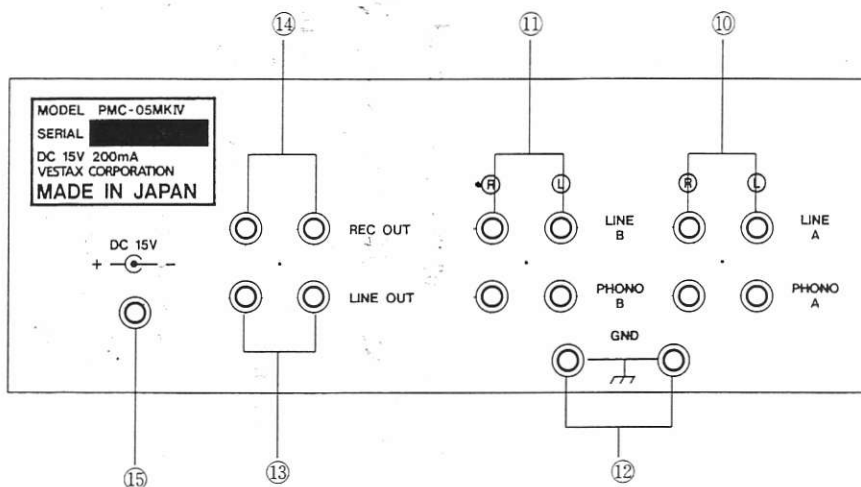 ⑭ ⑪ ⑩
MODEL PMC-05MKⅣ
SERIAL
DC 15V 200mA
VESTAX CORPORATION
MADE IN JAPAN
R L R L
REC OUT LINE B LINE A
DC 15V
+ -
LINE OUT PHONO B PHONO A
GND
⑮ ⑬ ⑫